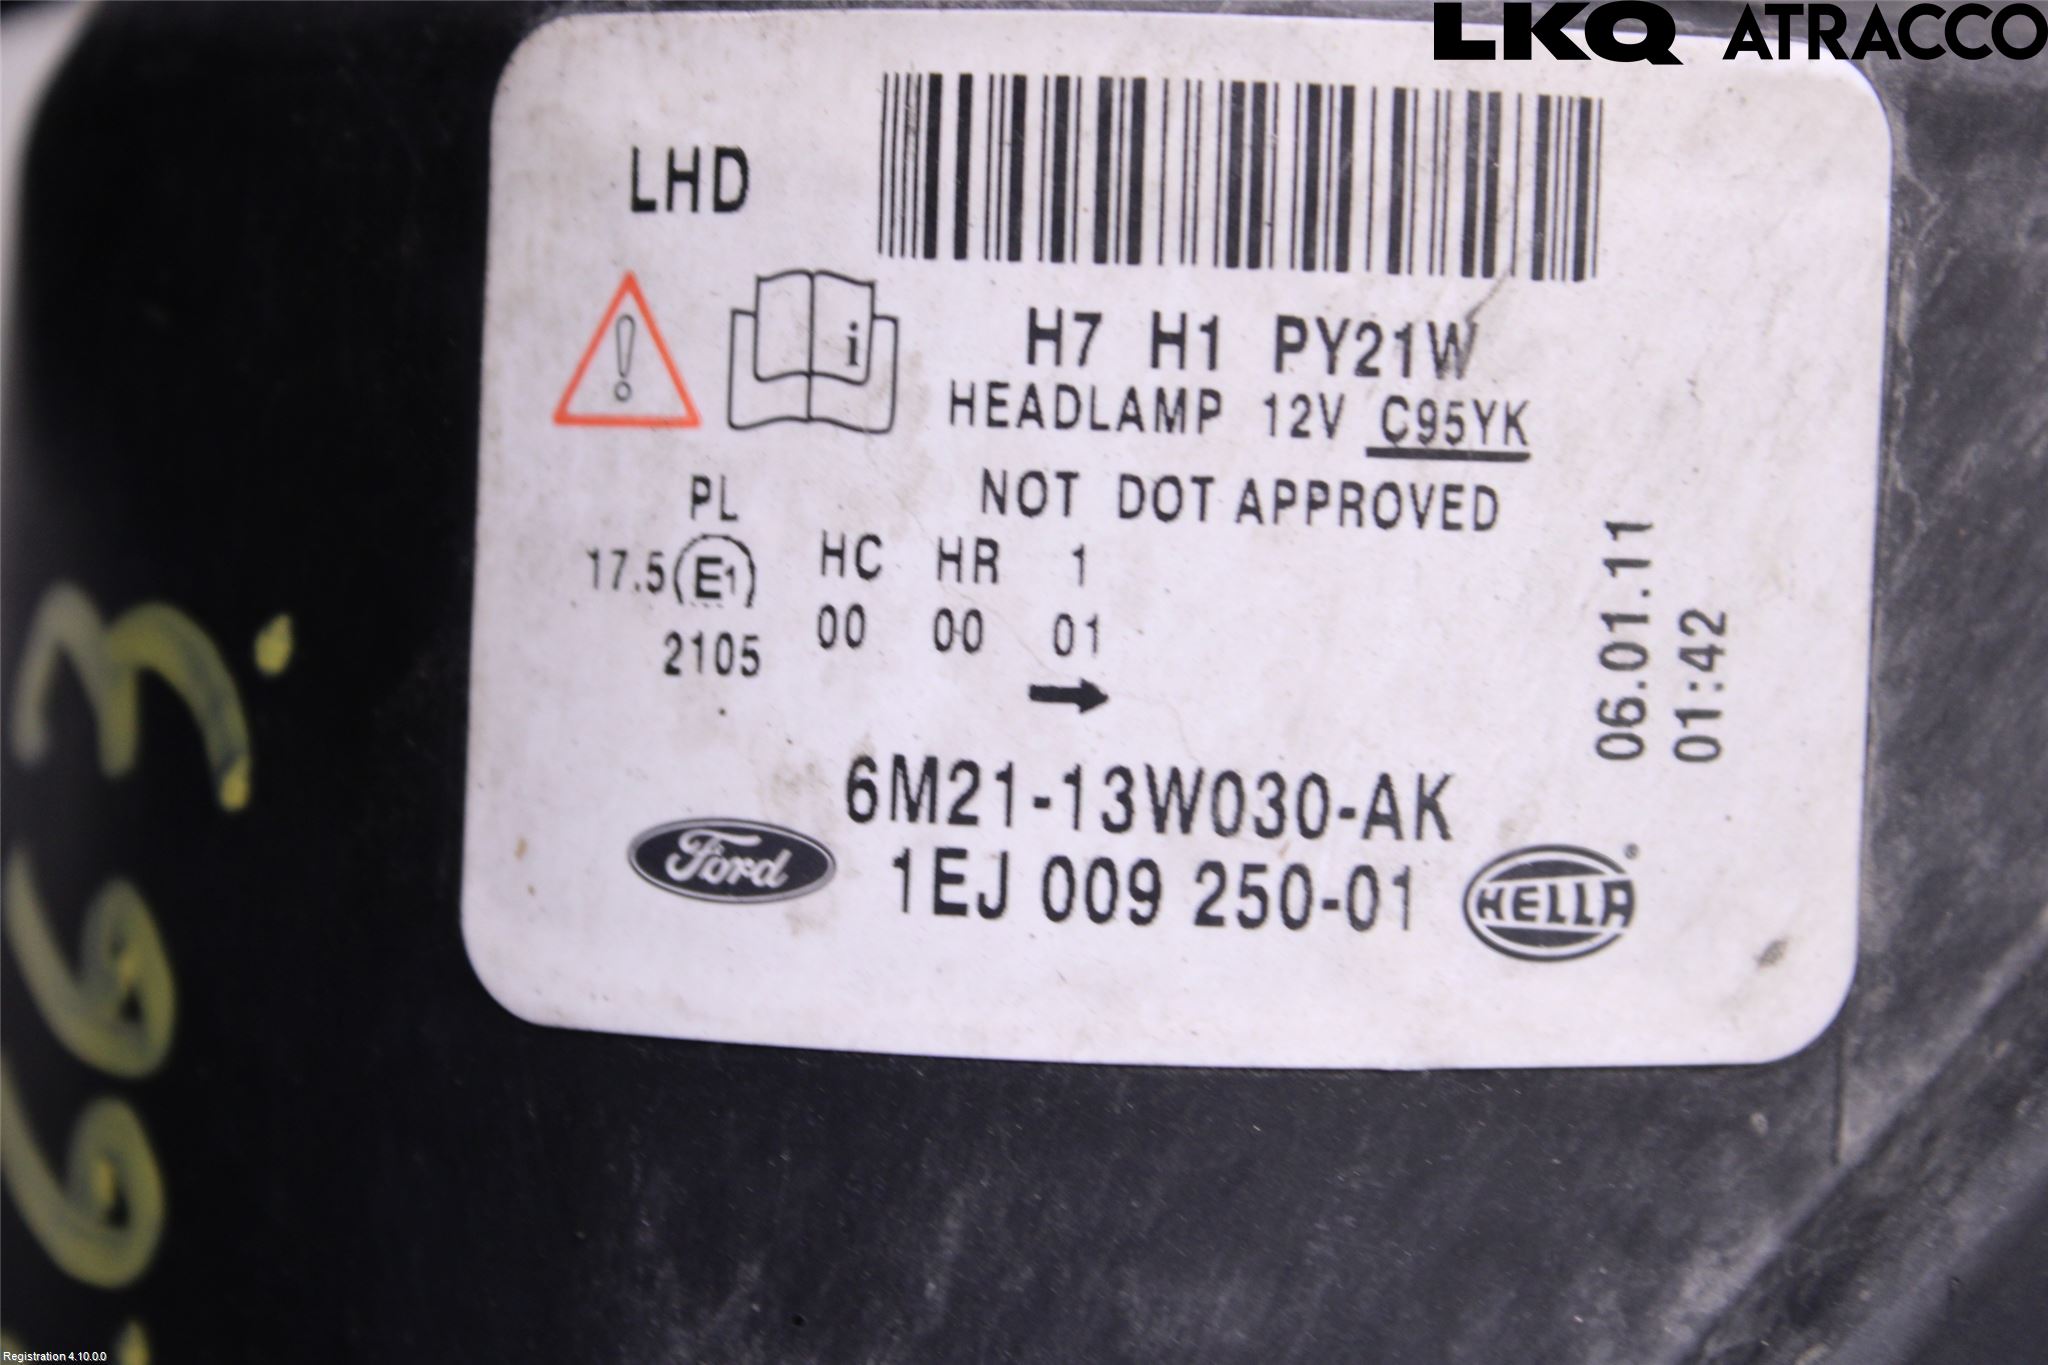 LKQ ATRACCO
LHD
i
H7 H1 PY21W
HEADLAMP 12V C95YK
NOT DOT APPROVED
PL
17.5 E1 HC HR 1
2105 00 00 01
06.01.11
01:42
6M21-13W030-AK
Ford
1EJ 009 250-01
HELLA®
663.
Registration 4.10.0.0